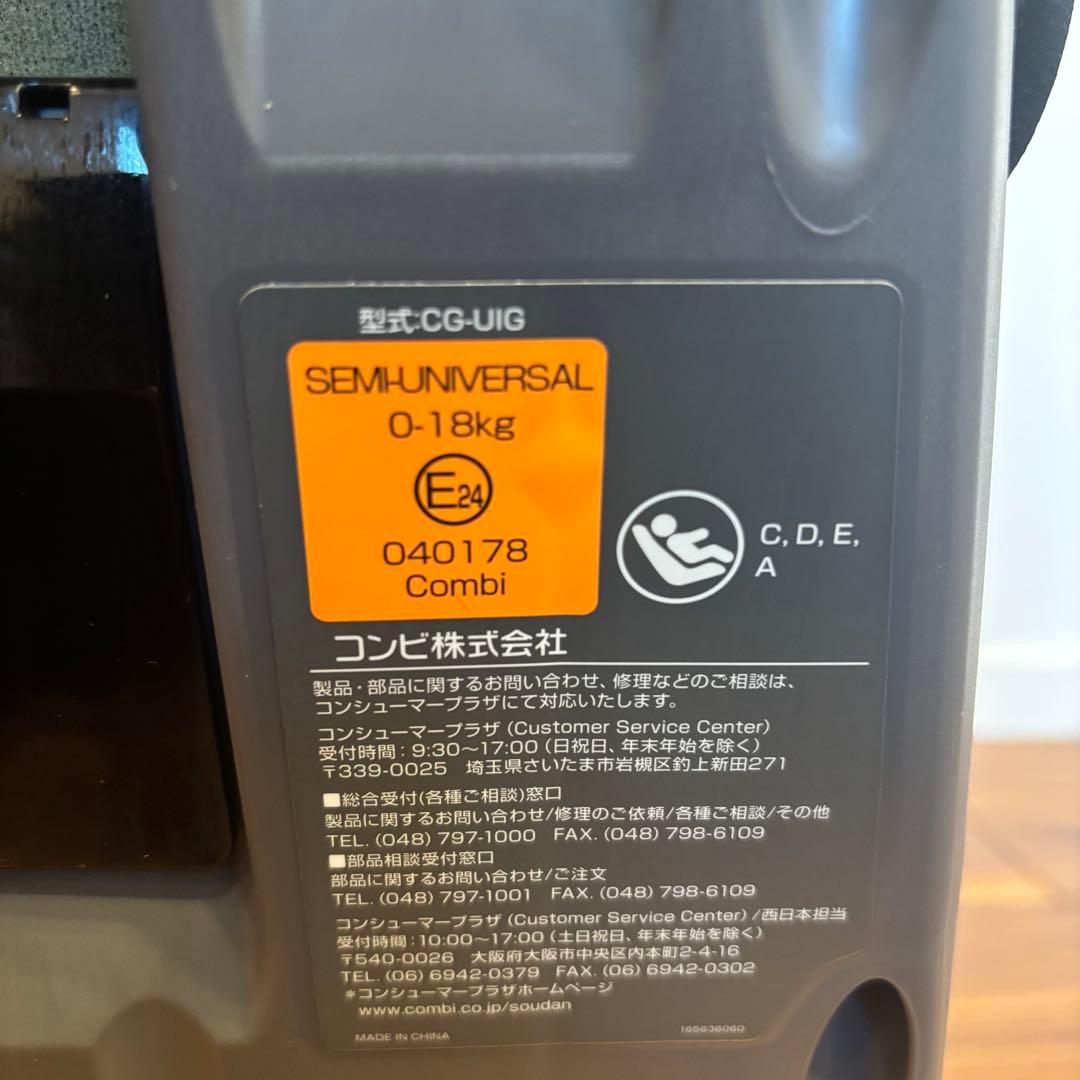 型式:CG-UIG
SEMI-UNIVERSAL
0-18kg
E24
040178
Combi
C, D, E,
A
コンビ株式会社
製品・部品に関するお問い合わせ、修理などのご相談は、
コンシューマープラザにて対応いたします。
コンシューマープラザ (Customer Service Center)
受付時間：9:30～17:00 (日祝日、年末年始を除く)
〒339-0025 埼玉県さいたま市岩槻区釣上新田271
■総合受付(各種ご相談)窓口
製品に関するお問い合わせ/修理のご依頼/各種ご相談/その他
TEL. (048) 797-1000 FAX. (048) 798-6109
■部品相談受付窓口
部品に関するお問い合わせ/ご注文
TEL. (048) 797-1001 FAX. (048) 798-6109
コンシューマープラザ (Customer Service Center) /西日本担当
受付時間：10:00～17:00 (土日祝日、年末年始を除く)
〒540-0026 大阪府大阪市中央区内本町2-4-16
TEL. (06) 6942-0379 FAX. (06) 6942-0302
＊コンシューマープラザホームページ
www.combi.co.jp/soudan
MADE IN CHINA 165636060